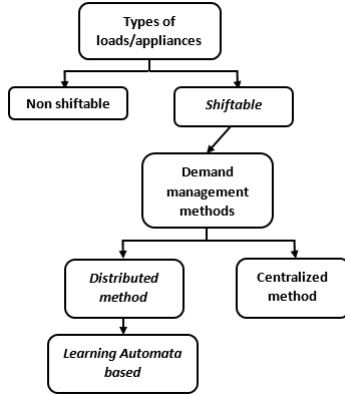 Types of
loads/appliances
Non shiftable
Shiftable
Demand
management
methods
Distributed
method
Centralized
method
Learning Automata
based